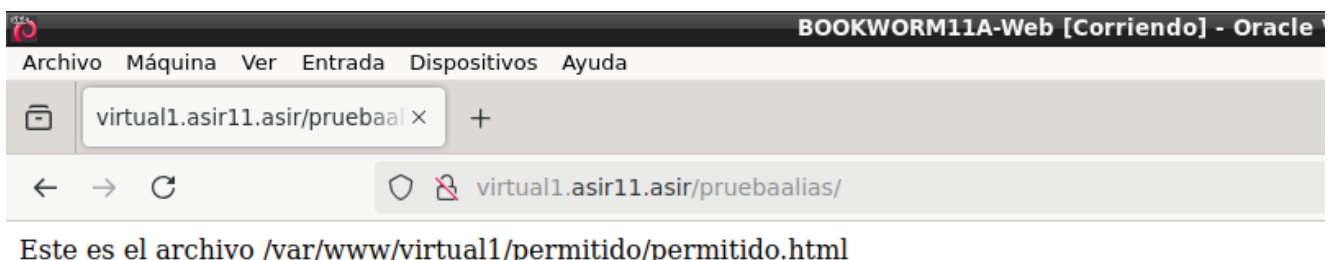 BOOKWORM11A-Web [Corriendo] - Oracle
Archivo Máquina Ver Entrada Dispositivos Ayuda
virtual1.asir11.asir/pruebaal
virtual1.asir11.asir/pruebaalias/
Este es el archivo /var/www/virtual1/permitido/permitido.html